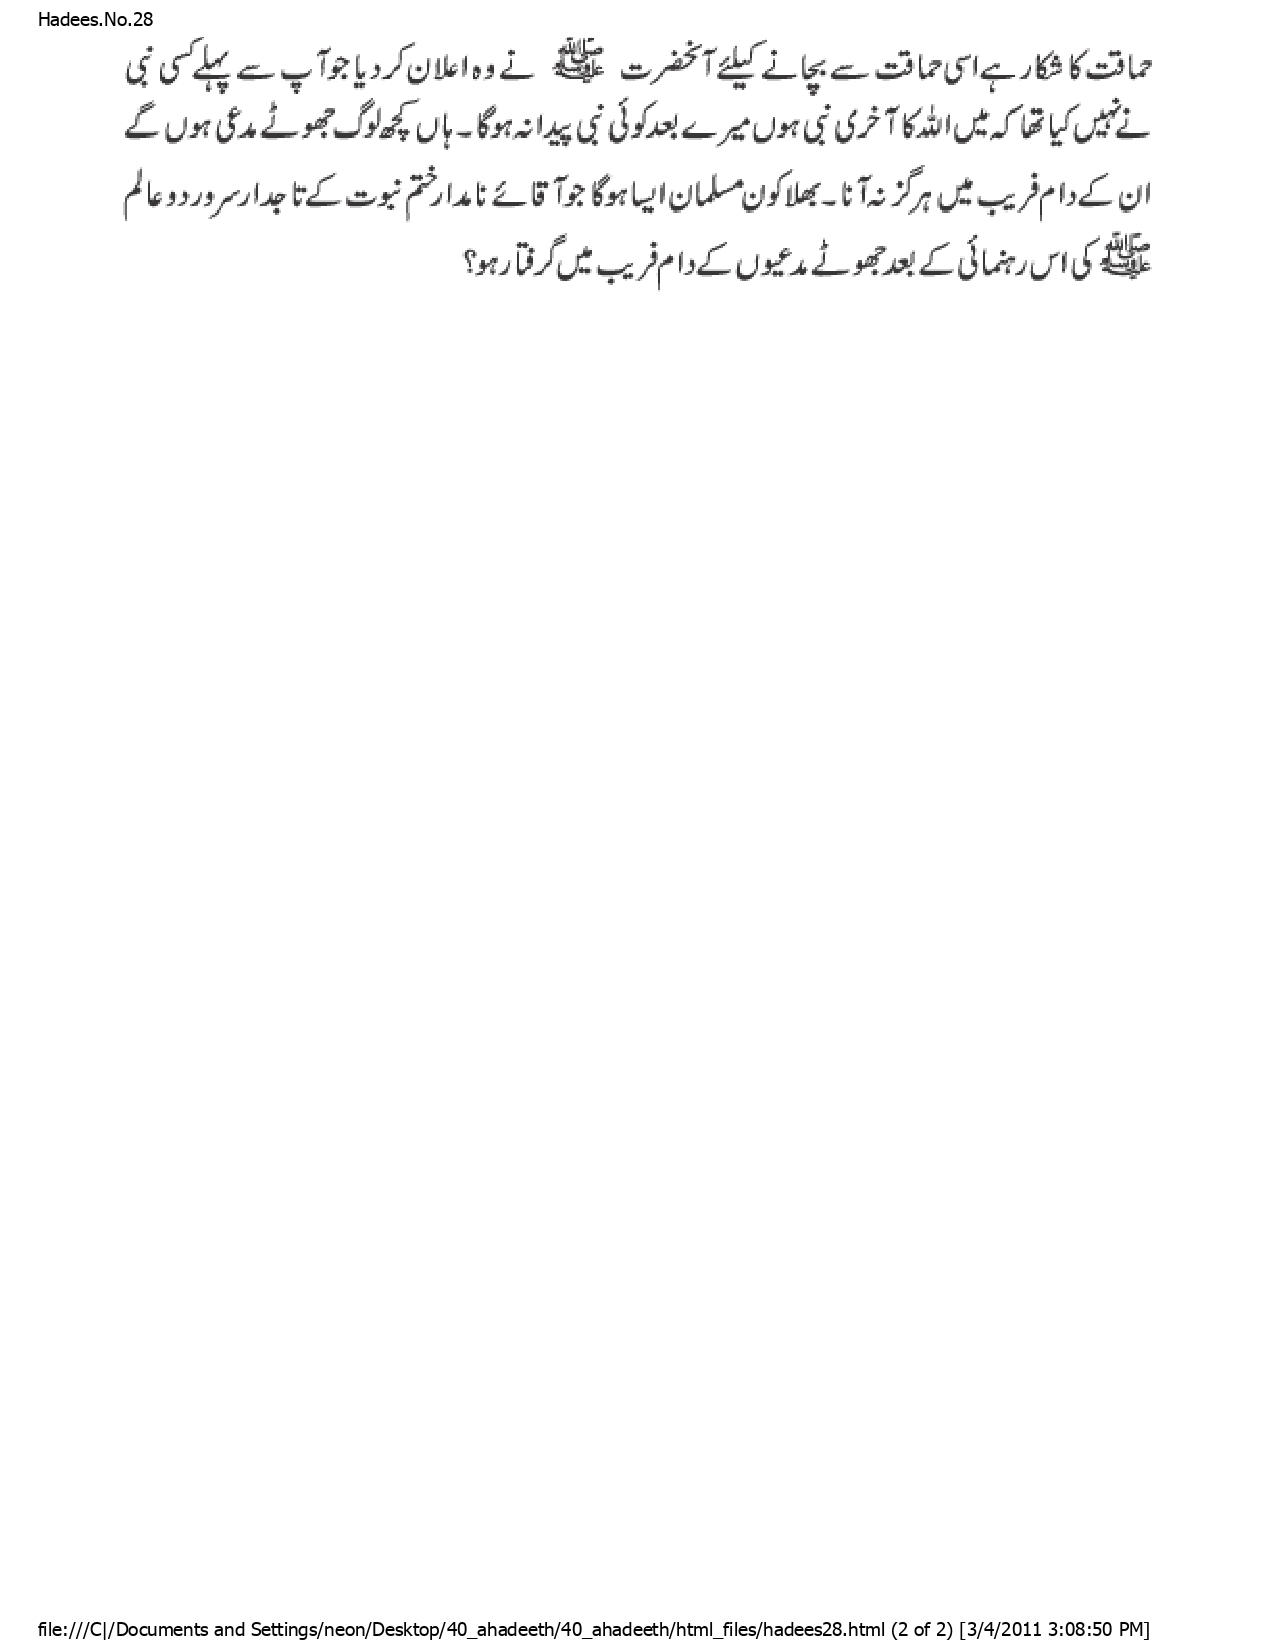 Hadees.No.28
حماقت کا شکار ہے اسی حماقت سے بچانے کیلئے آنحضرت ﷺ نے وہ اعلان کر دیا جو آپ سے پہلے کسی نبی
نے نہیں کیا تھا کہ میں اللہ کا آخری نبی ہوں میرے بعد کوئی نبی پیدا نہ ہوگا۔ ہاں کچھ لوگ جھوٹے مدعی ہوں گے
ان کے دام فریب میں ہرگز نہ آنا۔ بھلا کون مسلمان ایسا ہوگا جو آقائے نامدار ختم نبوت کے تاجدار سرور دو عالم
ﷺ کی اس رہنمائی کے بعد جھوٹے مدعیوں کے دام فریب میں گرفتار ہو؟
file:///C|/Documents and Settings/neon/Desktop/40_ahadeeth/40_ahadeeth/html_files/hadees28.html (2 of 2) [3/4/2011 3:08:50 PM]